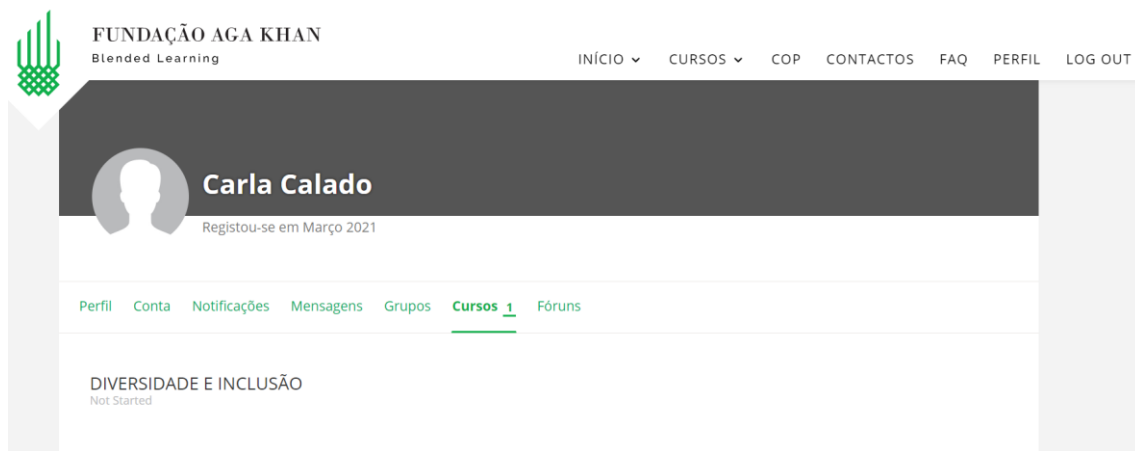 FUNDAÇÃO AGA KHAN
Blended Learning
INÍCIO CURSOS COP CONTACTOS FAQ PERFIL LOG OUT
Carla Calado
Registou-se em Março 2021
Perfil Conta Notificações Mensagens Grupos Cursos 1 Fóruns
DIVERSIDADE E INCLUSÃO
Not Started